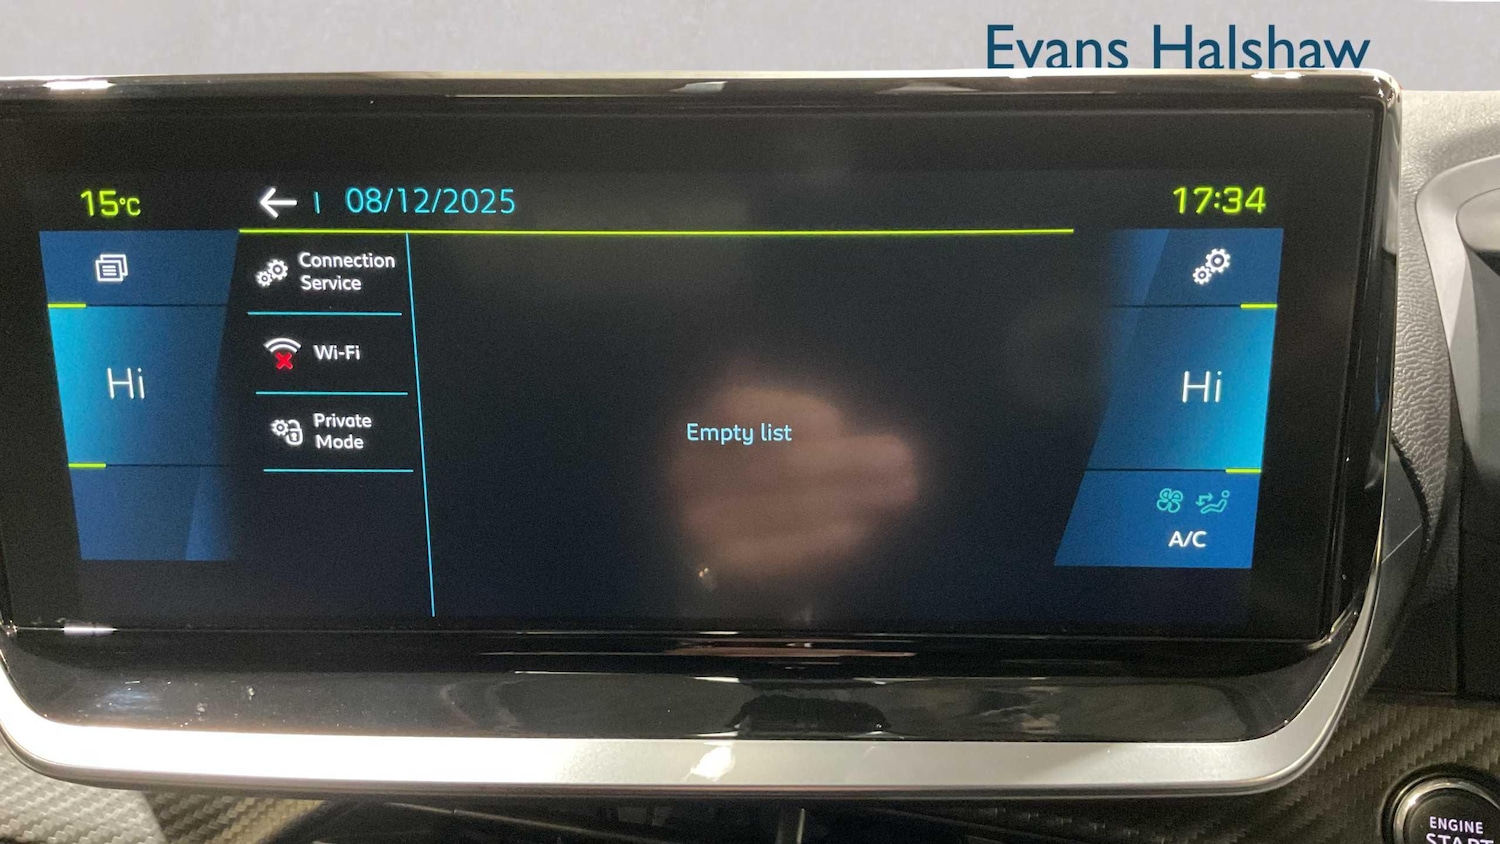 Evans Halshaw
15°C
08/12/2025
17:34
Connection
Service
Wi-Fi
Private
Mode
Hi
Empty list
Hi
A/C
ENGINE
START